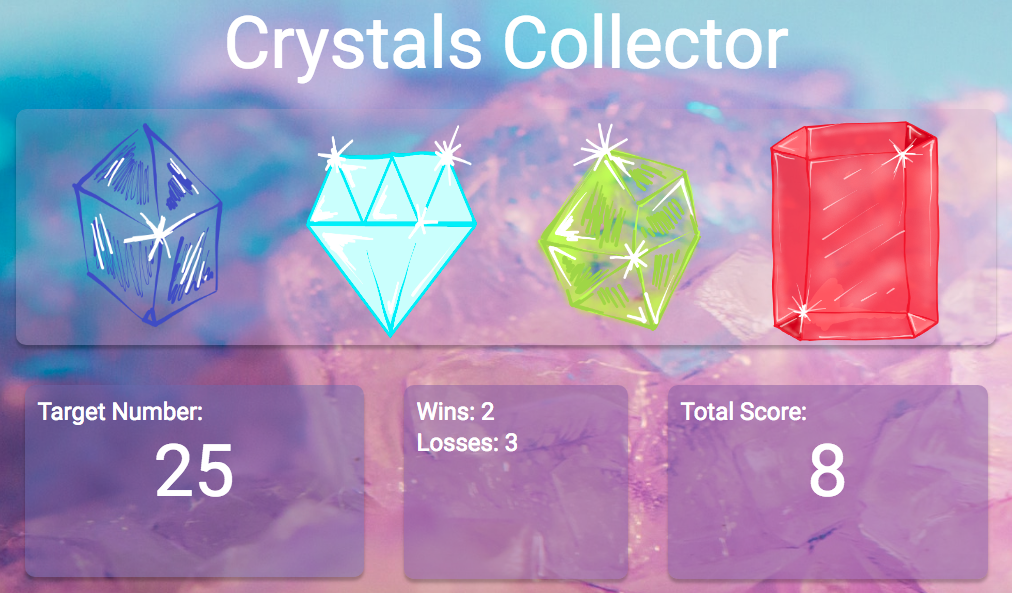 Crystals Collector
Target Number:
25
Wins: 2
Losses: 3
Total Score:
8